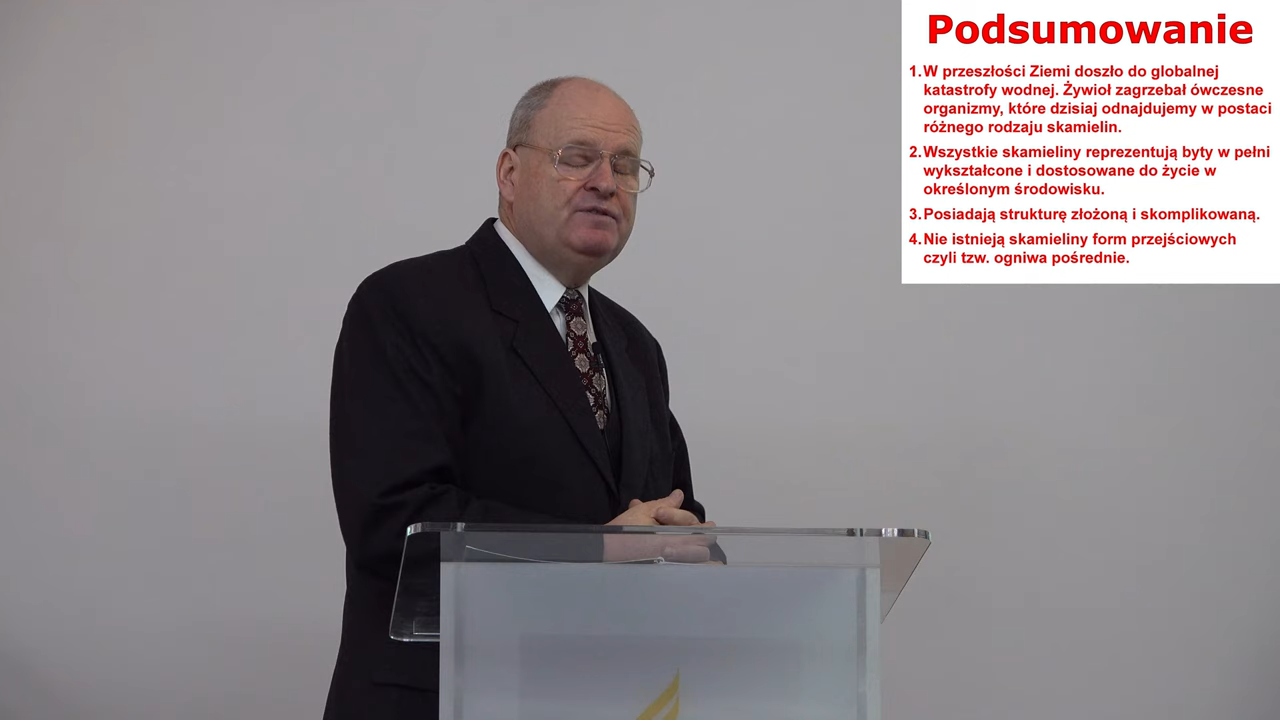 Podsumowanie
1. W przeszłości Ziemi doszło do globalnej
katastrofy wodnej. Żywioł zagrzebał ówczesne
organizmy, które dzisiaj odnajdujemy w postaci
różnego rodzaju skamielin.
2. Wszystkie skamieliny reprezentują byty w pełni
wykształcone i dostosowane do życie w
określonym środowisku.
3. Posiadają strukturę złożoną i skomplikowaną.
4. Nie istnieją skamieliny form przejściowych
czyli tzw. ogniwa pośrednie.